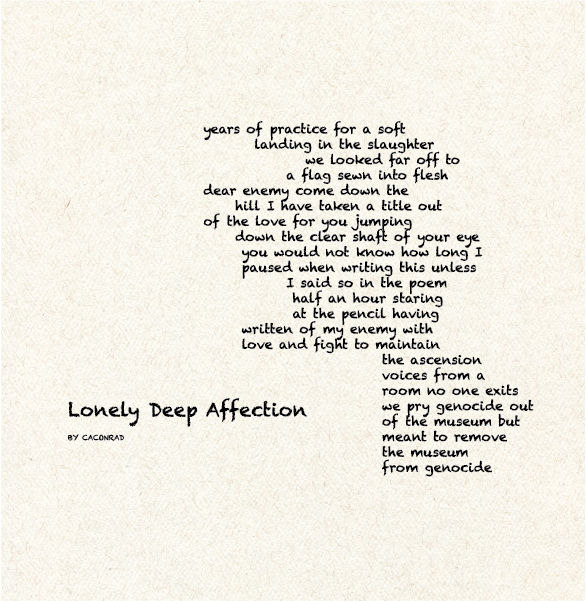 years of practice for a soft
landing in the slaughter
we looked far off to
a flag sewn into flesh
dear enemy come down the
hill I have taken a title out
of the love for you jumping
down the clear shaft of your eye
you would not know how long I
paused when writing this unless
I said so in the poem
half an hour staring
at the pencil having
written of my enemy with
love and fight to maintain
the ascension
voices from a
room no one exits
we pry genocide out
of the museum but
meant to remove
the museum
from genocide
Lonely Deep Affection
BY CACONRAD